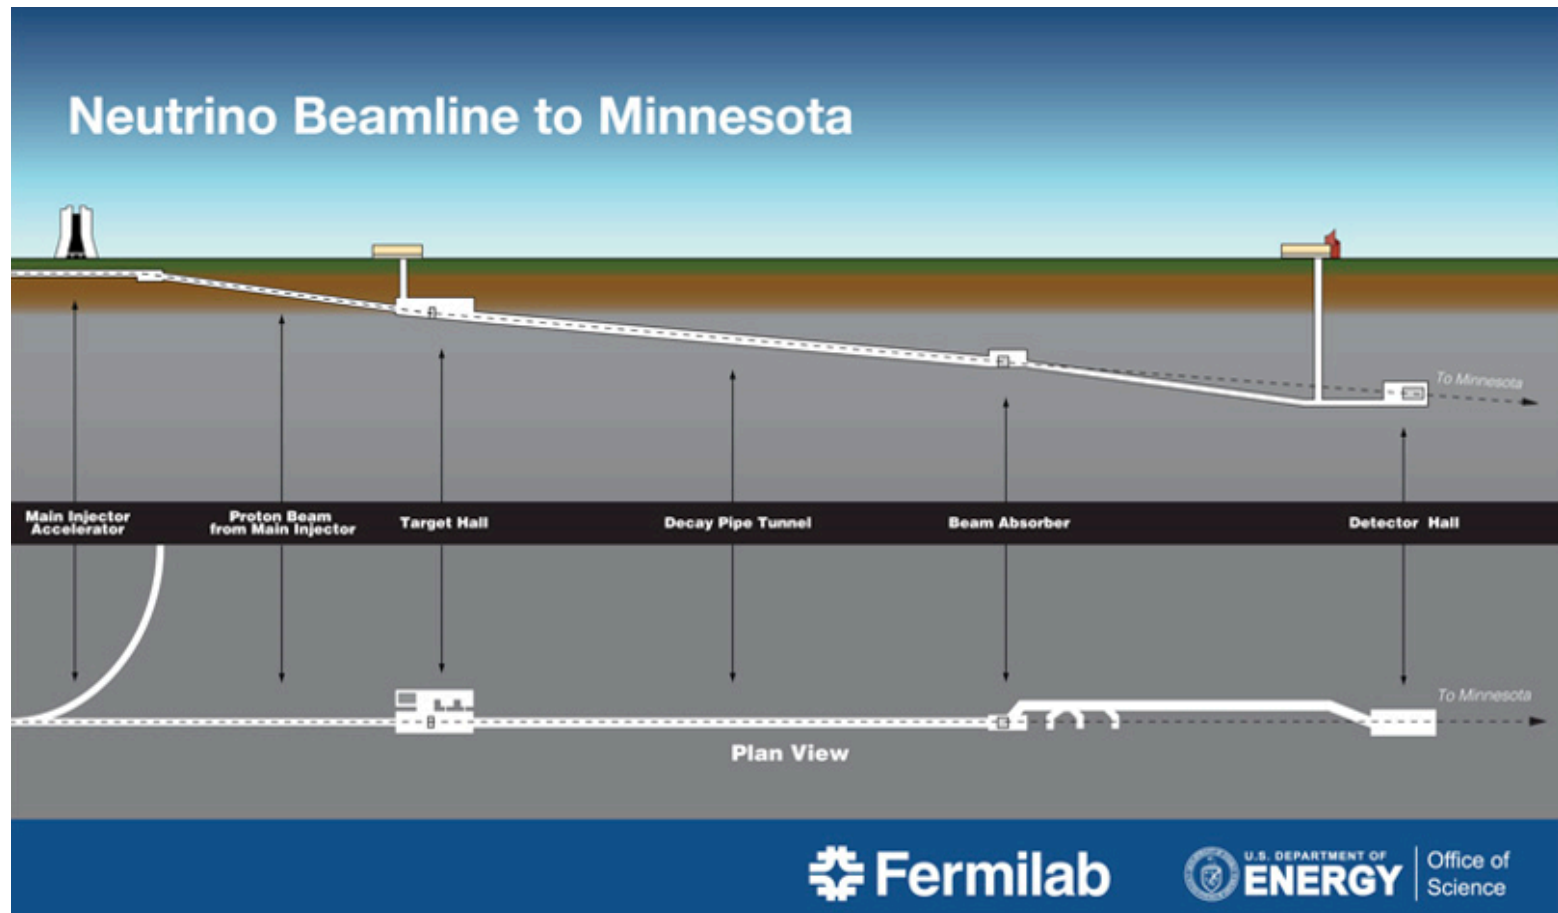 Neutrino Beamline to Minnesota
To Minnesota
Main Injector
Accelerator
Proton Beam
from Main Injector
Target Hall
Decay Pipe Tunnel
Beam Absorber
Detector Hall
To Minnesota
Plan View
Fermilab
U.S. DEPARTMENT OF
ENERGY
Office of
Science